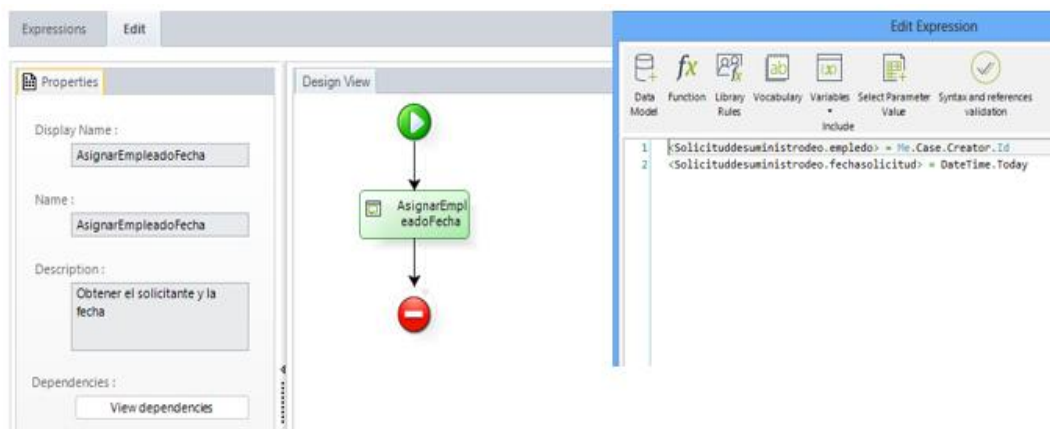 Expressions
Edit
Edit Expression
Data Model
Function
Library Rules
Vocabulary
Variables
Select Parameter Value
Syntax and references validation
Include
Properties
Display Name :
AsignarEmpleadoFecha
Name :
AsignarEmpleadoFecha
Description :
Obtener el solicitante y la
fecha
Dependencies :
View dependencies
Design View
AsignarEmpl
eadoFecha
1 <Solicituddesuministrodeo.empledo> = Me.Case.Creator.Id
2 <Solicituddesuministrodeo.fechasolicitud> = DateTime.Today